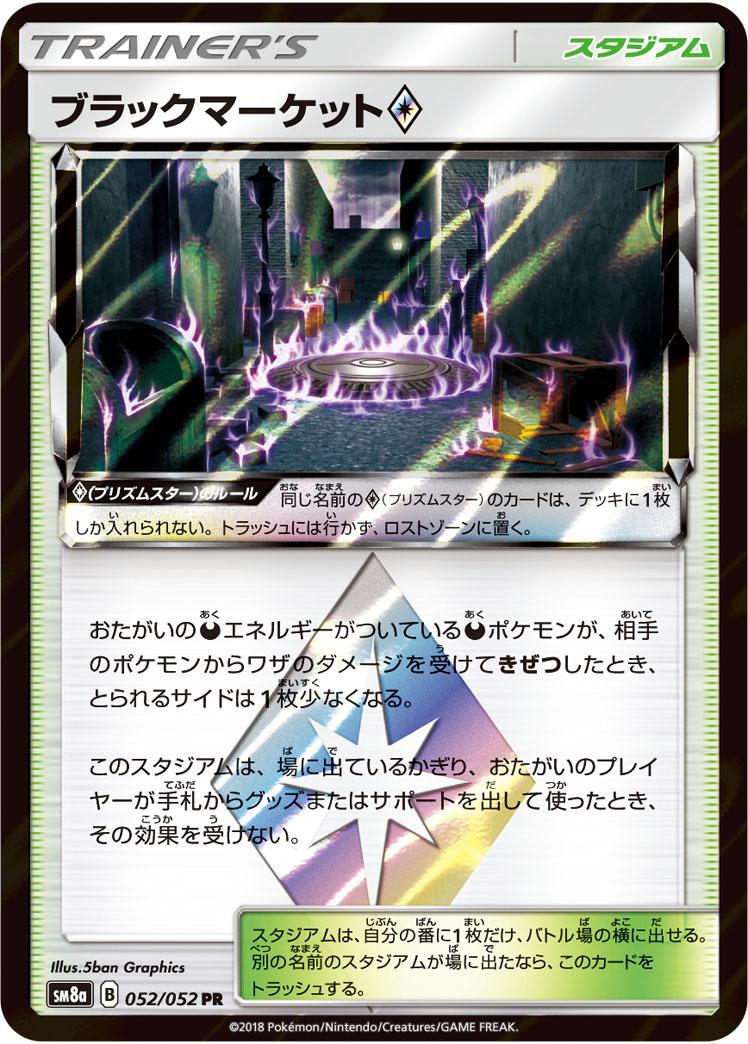 TRAINER'S
スタジアム
ブラックマーケット◇
◇(プリズムスター)のルール 同じ名前の◇(プリズムスター)のカードは、デッキに1枚
しか入れられない。トラッシュには行かず、ロストゾーンに置く。
おたがいのエネルギーがついているポケモンが、相手
のポケモンからワザのダメージを受けてきぜつしたとき、
とられるサイドは1枚少なくなる。
このスタジアムは、場に出ているかぎり、おたがいのプレイ
ヤーが手札からグッズまたはサポートを出して使ったとき、
その効果を受けない。
スタジアムは、自分の番に1枚だけ、バトル場の横に出せる。
別の名前のスタジアムが場に出たなら、このカードを
トラッシュする。
Illus.5ban Graphics
SM8a B 052/052 PR
©2018 Pokémon/Nintendo/Creatures/GAME FREAK.